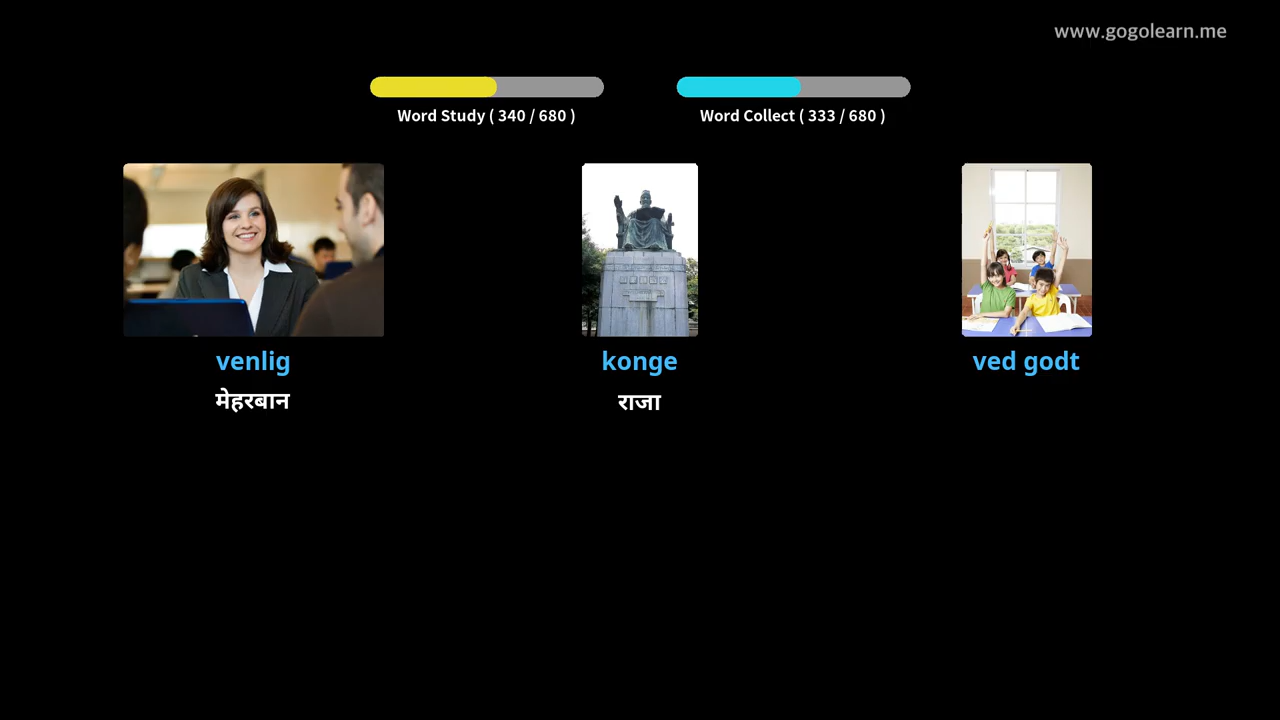 www.gogolearn.me
Word Study ( 340 / 680 )
Word Collect ( 333 / 680 )
venlig
konge
ved godt
मेहरबान
राजा